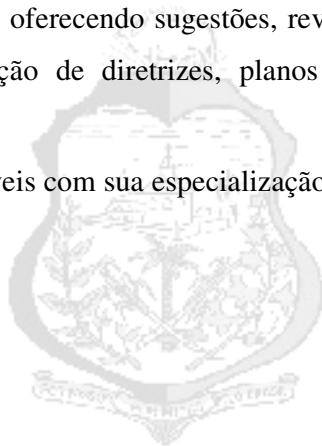 oferecendo sugestões, rev
ção de diretrizes, planos
veis com sua especialização